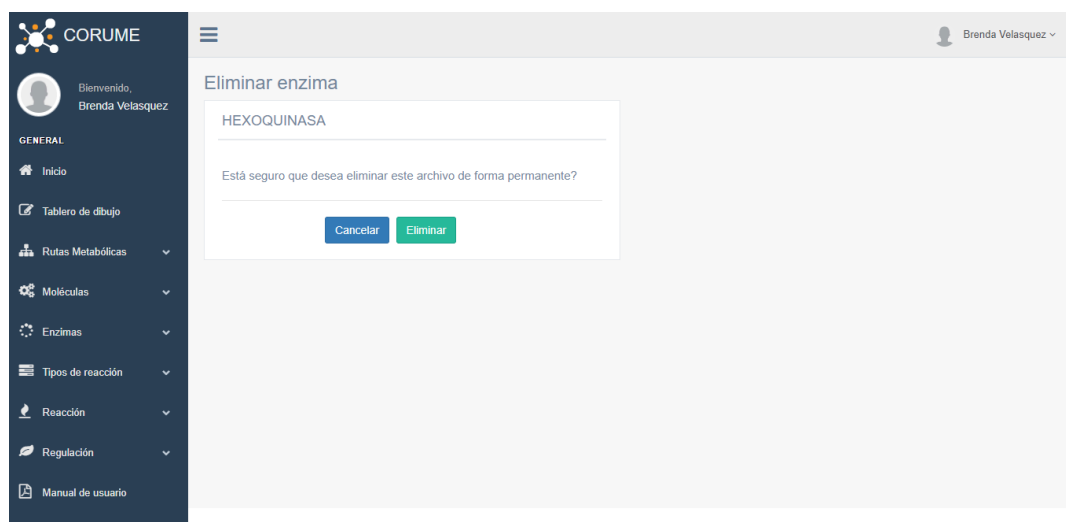 CORUME
Brenda Velasquez
Bienvenido,
Brenda Velasquez
GENERAL
Inicio
Tablero de dibujo
Rutas Metabólicas
Moléculas
Enzimas
Tipos de reacción
Reacción
Regulación
Manual de usuario
Eliminar enzima
HEXOQUINASA
Está seguro que desea eliminar este archivo de forma permanente?
Cancelar Eliminar